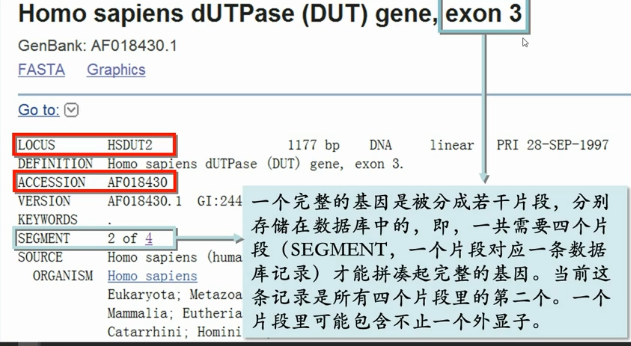 Homo sapiens dUTPase (DUT) gene, exon 3
GenBank: AF018430.1
FASTA Graphics
Go to:
LOCUS HSDUT2 1177 bp DNA linear PRI 28-SEP-1997
DEFINITION Homo sapiens dUTPase (DUT) gene, exon 3.
ACCESSION AF018430
VERSION AF018430.1 GI:244
KEYWORDS .
SEGMENT 2 of 4
SOURCE Homo sapiens (huma
ORGANISM Homo sapiens
Eukaryota; Metazoa
Mammalia; Eutheria
Catarrhini; Homini
一个完整的基因是被分成若干片段，分别
存储在数据库中的，即，一共需要四个片
段（SEGMENT，一个片段对应一条数据
库记录）才能拼凑起完整的基因。当前这
条记录是所有四个片段里的第二个。一个
片段里可能包含不止一个外显子。